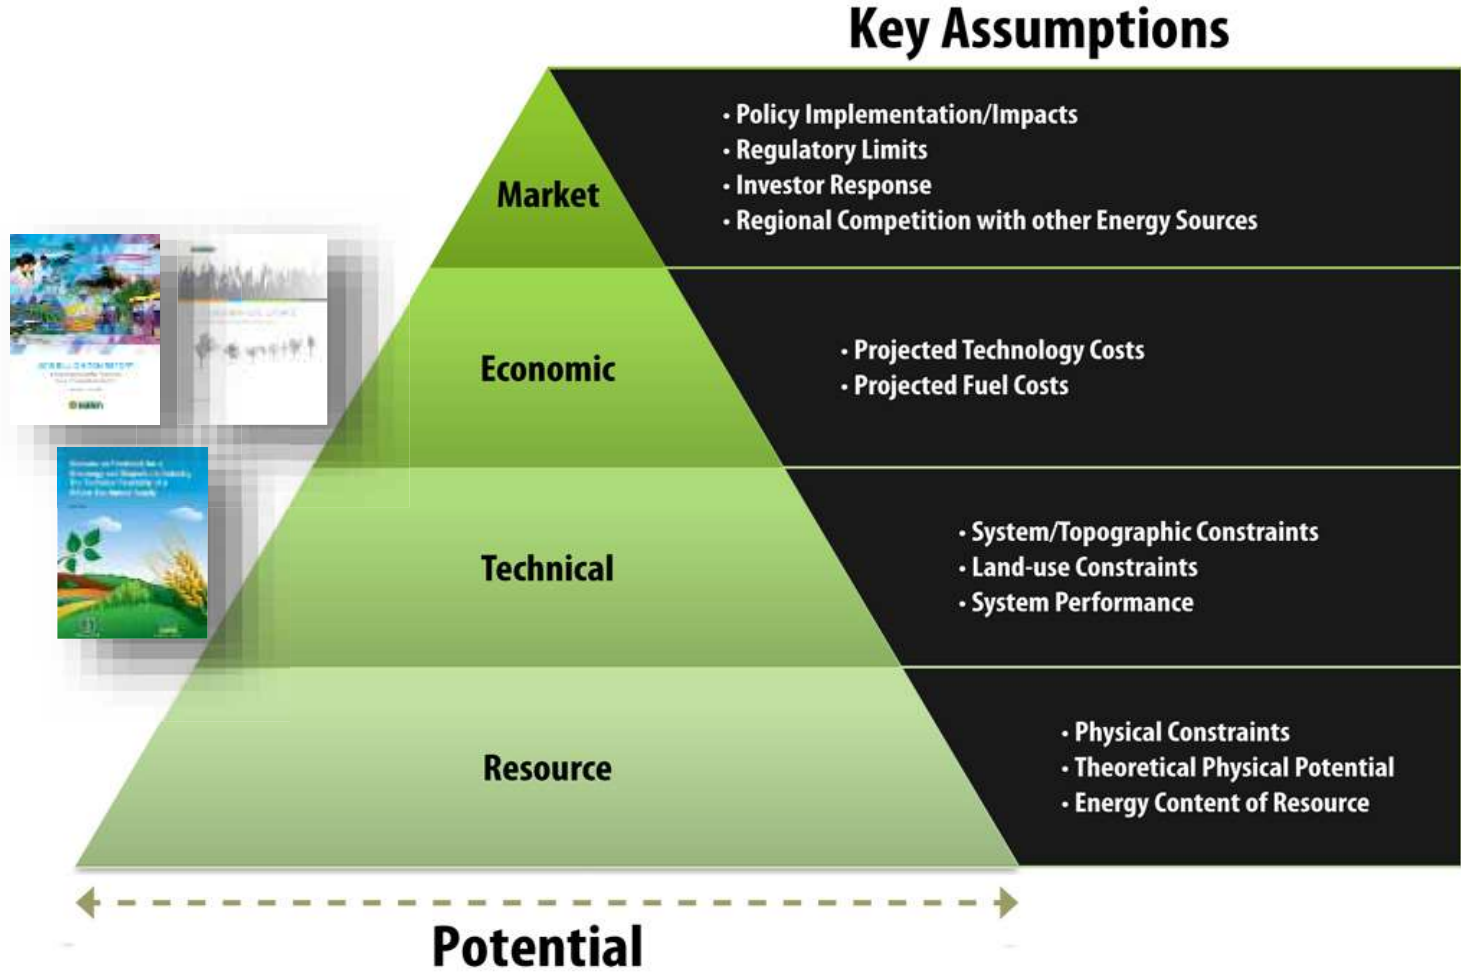 Key Assumptions
• Policy Implementation/Impacts
• Regulatory Limits
• Investor Response
• Regional Competition with other Energy Sources
Market
• Projected Technology Costs
• Projected Fuel Costs
Economic
• System/Topographic Constraints
• Land-use Constraints
• System Performance
Technical
• Physical Constraints
• Theoretical Physical Potential
• Energy Content of Resource
Resource
Potential